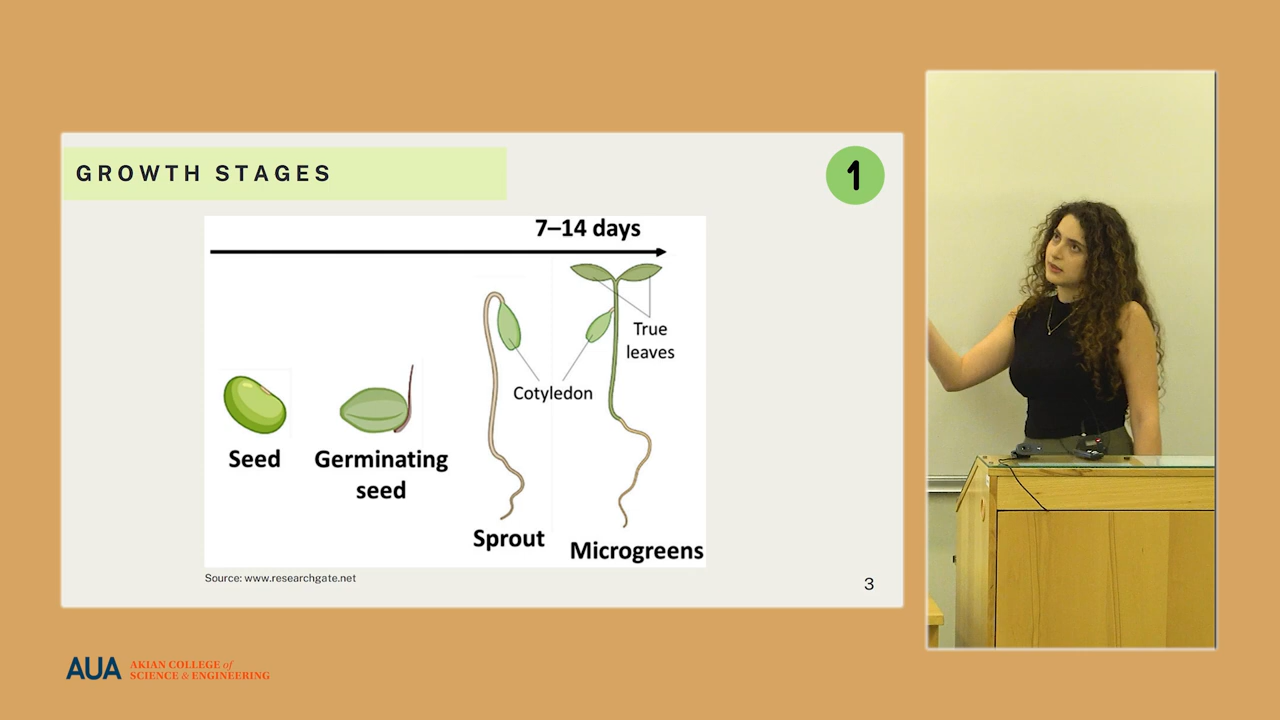 GROWTH STAGES
1
7–14 days
True
leaves
Cotyledon
Seed
Germinating
seed
Sprout
Microgreens
Source: www.researchgate.net
3
AUA AKIAN COLLEGE of
SCIENCE & ENGINEERING